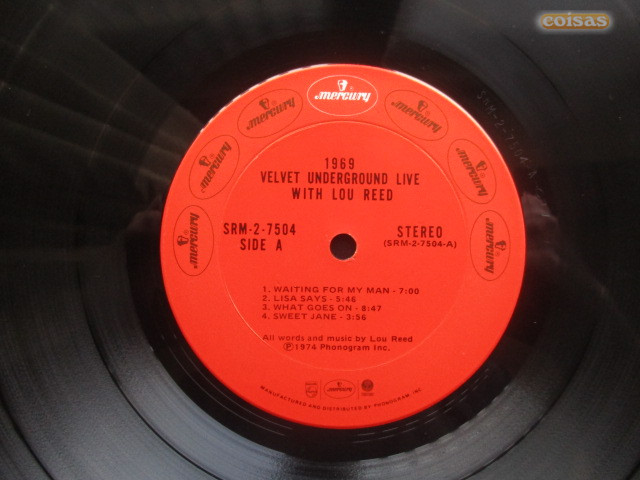 coisas
mercury
mercury
mercury
mercury
mercury
mercury
mercury
1969
VELVET UNDERGROUND LIVE
WITH LOU REED
SRM-2-7504
SIDE A
STEREO
(SRM-2-7504-A)
1. WAITING FOR MY MAN - 7:00
2. LISA SAYS - 5:46
3. WHAT GOES ON - 8:47
4. SWEET JANE - 3:56
All words and music by Lou Reed
Ⓟ1974 Phonogram Inc.
mercury
MANUFACTURED AND DISTRIBUTED BY PHONOGRAM, INC.